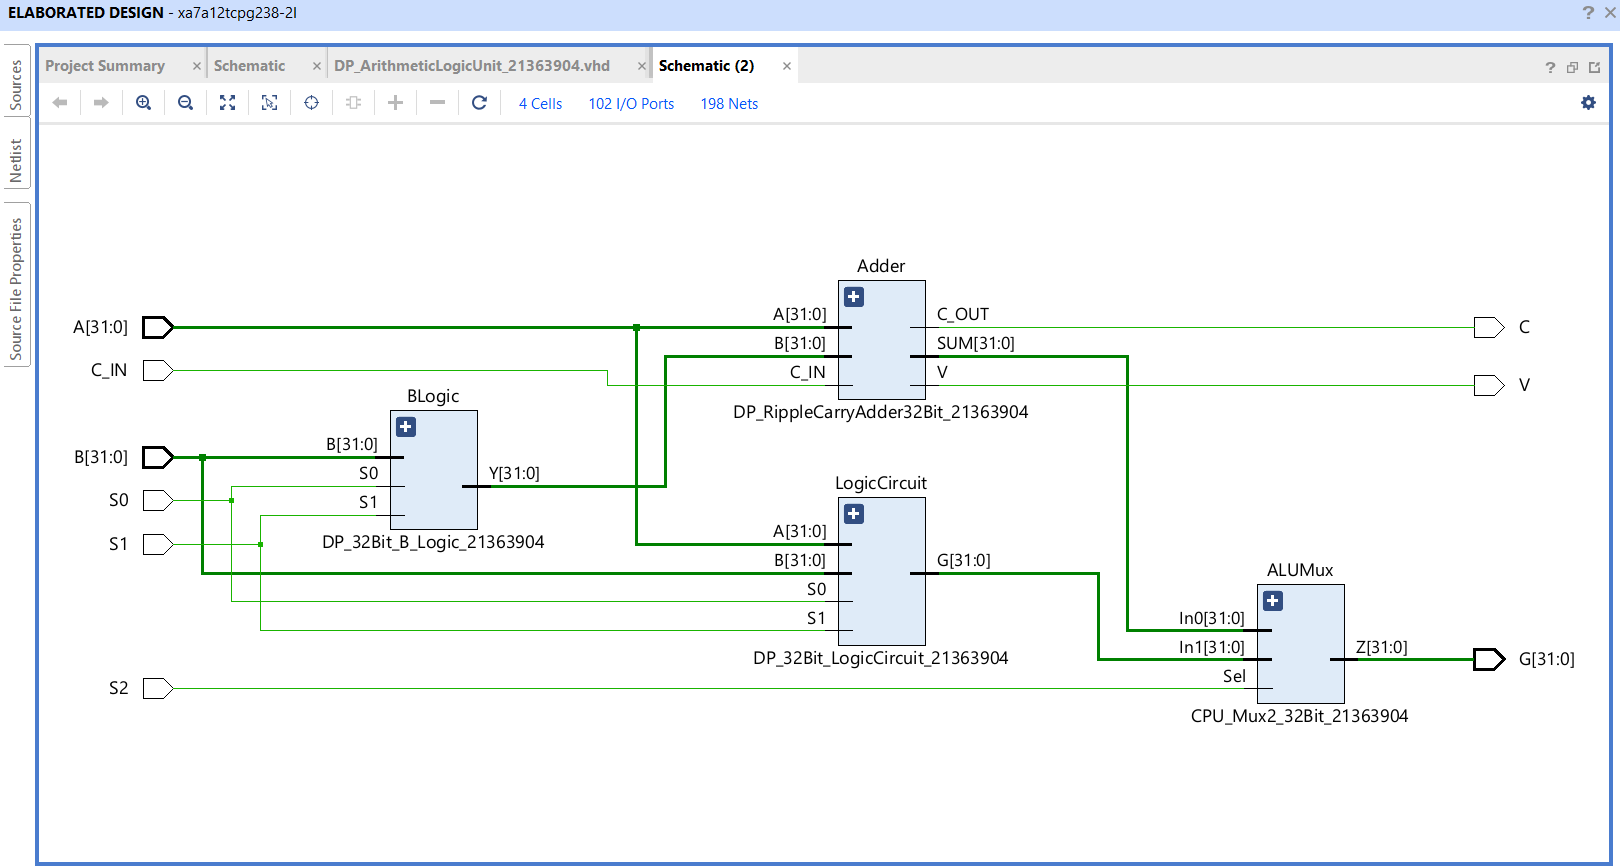 ELABORATED DESIGN - xa7a12tcpg238-2I
Sources
Netlist
Source File Properties
Project Summary
Schematic
DP_ArithmeticLogicUnit_21363904.vhd
Schematic (2)
4 Cells
102 I/O Ports
198 Nets
Adder
A[31:0]
C_IN
A[31:0]
B[31:0]
C_IN
C_OUT
SUM[31:0]
V
C
V
DP_RippleCarryAdder32Bit_21363904
BLogic
B[31:0]
S0
S1
B[31:0]
S0
S1
Y[31:0]
DP_32Bit_B_Logic_21363904
LogicCircuit
A[31:0]
B[31:0]
S0
S1
G[31:0]
DP_32Bit_LogicCircuit_21363904
ALUMux
S2
In0[31:0]
In1[31:0]
Sel
Z[31:0]
G[31:0]
CPU_Mux2_32Bit_21363904